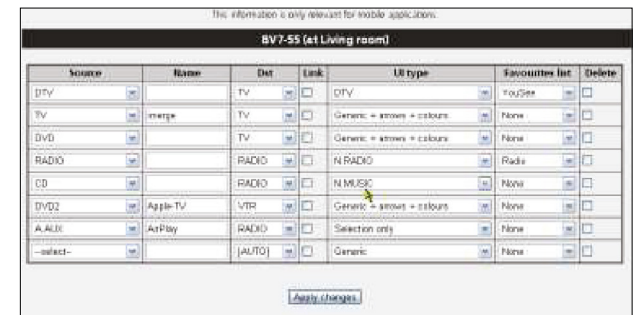 This information is only relevant for mobile applications.
BV7-55 (at Living room)
Source Name Dst Link UI type Favourites list Delete
DTV TV DTV YouSee
TV imerge TV Generic + arrows + colours None
DVD TV Generic + arrows + colours None
RADIO RADIO N.RADIO Radio
CD RADIO N.MUSIC None
DVD2 Apple-TV VTR Generic + arrows + colours None
A.AUX AirPlay RADIO Selection only None
--select-- [AUTO] Generic None
Apply changes